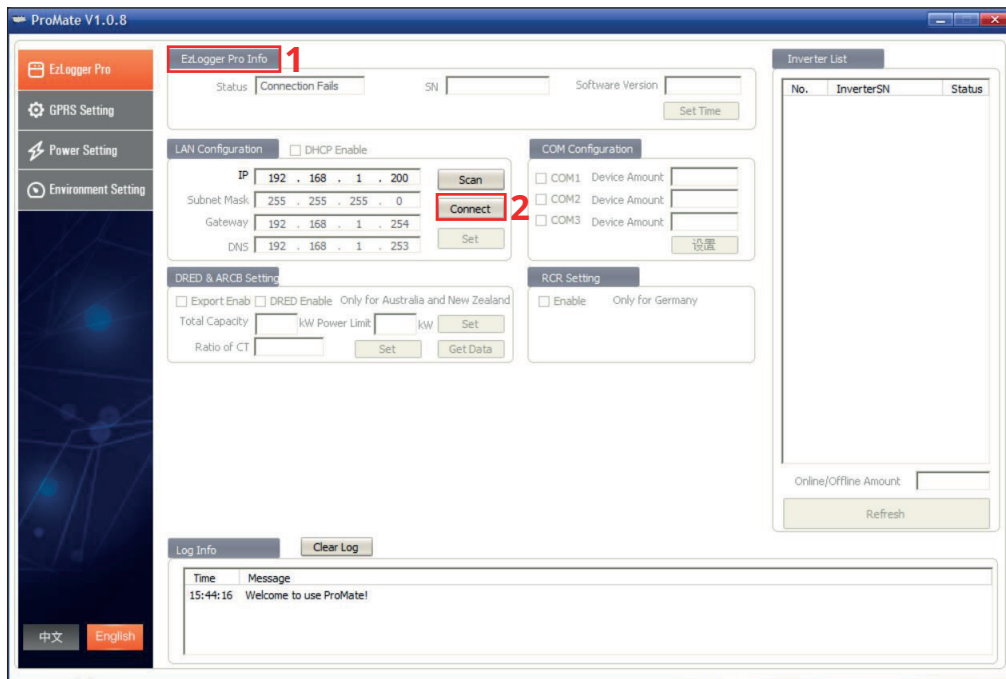 ProMate V1.0.8
EzLogger Pro
GPRS Setting
Power Setting
Environment Setting
中文 English
EzLogger Pro Info 1
Status Connection Fails SN Software Version
Set Time
LAN Configuration DHCP Enable
IP 192 . 168 . 1 . 200 Scan
Subnet Mask 255 . 255 . 255 . 0 Connect 2
Gateway 192 . 168 . 1 . 254
DNS 192 . 168 . 1 . 253 Set
COM Configuration
COM1 Device Amount
COM2 Device Amount
COM3 Device Amount
设置
DRED & ARCB Setting
Export Enab DRED Enable Only for Australia and New Zealand
Total Capacity kW Power Limit kW Set
Ratio of CT Set Get Data
RCR Setting
Enable Only for Germany
Inverter List
No. InverterSN Status
Online/Offline Amount
Refresh
Log Info Clear Log
Time Message
15:44:16 Welcome to use ProMate!